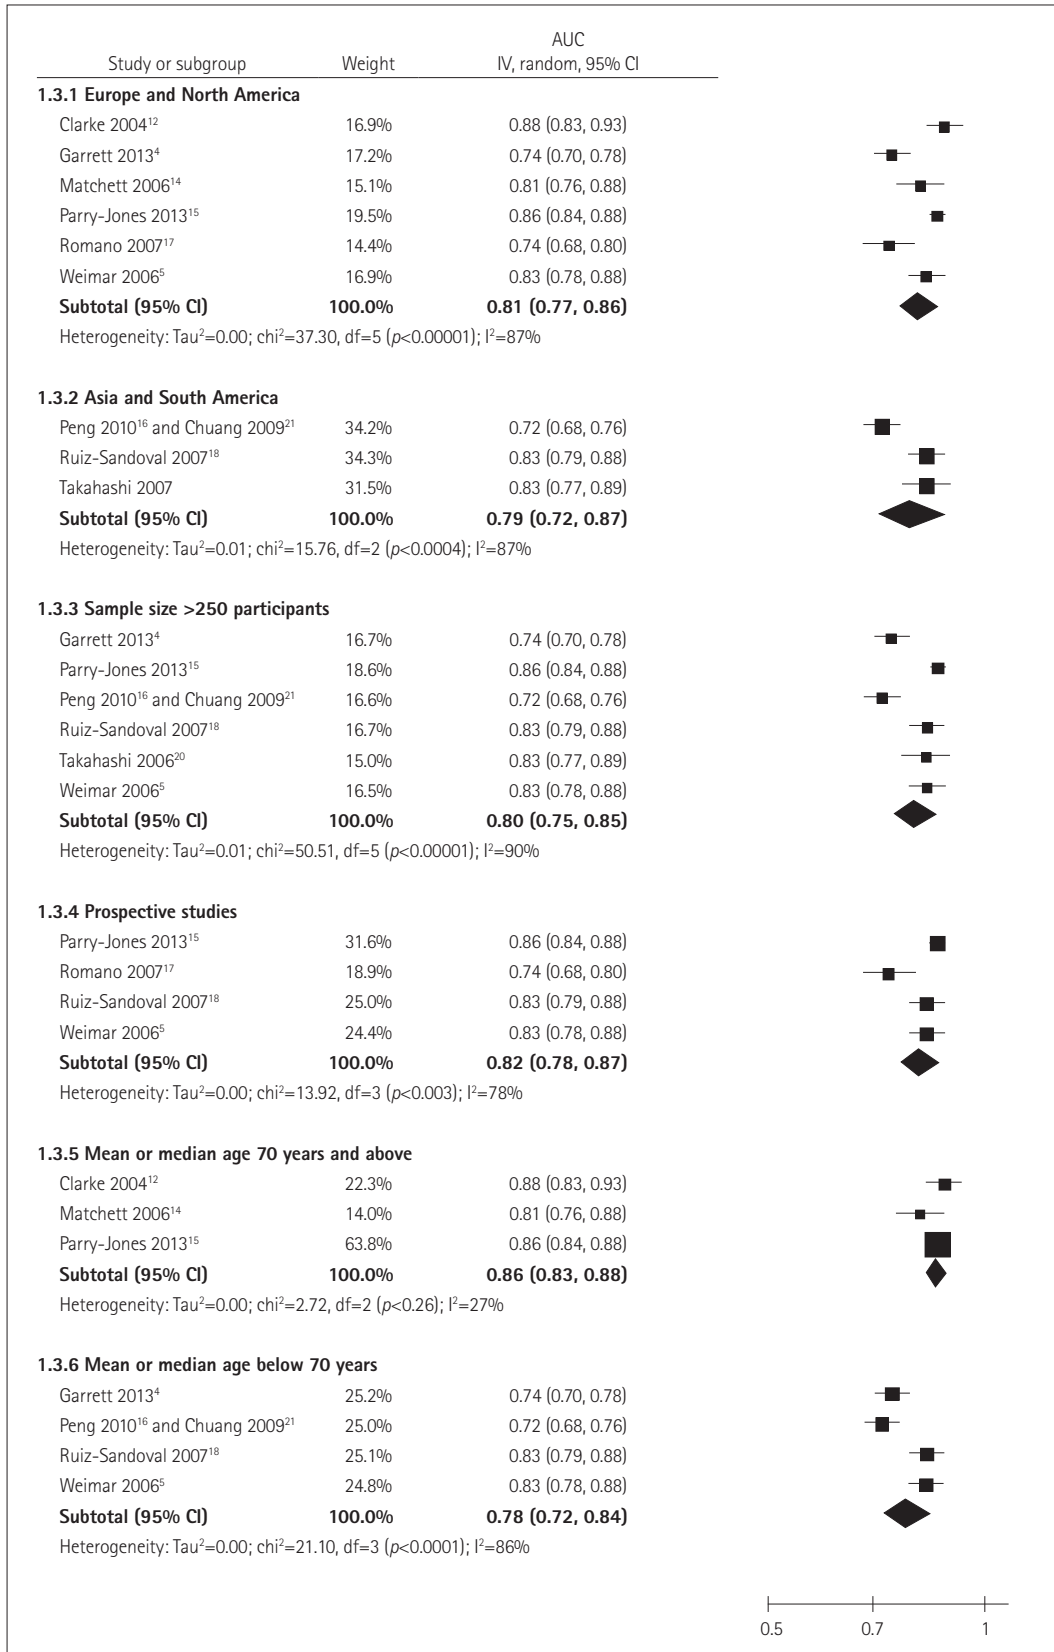 AUC
Study or subgroup Weight IV, random, 95% CI
1.3.1 Europe and North America
Clarke 2004¹² 16.9% 0.88 (0.83, 0.93)
Garrett 2013⁴ 17.2% 0.74 (0.70, 0.78)
Matchett 2006¹⁴ 15.1% 0.81 (0.76, 0.88)
Parry-Jones 2013¹⁵ 19.5% 0.86 (0.84, 0.88)
Romano 2007¹⁷ 14.4% 0.74 (0.68, 0.80)
Weimar 2006⁵ 16.9% 0.83 (0.78, 0.88)
Subtotal (95% CI) 100.0% 0.81 (0.77, 0.86)
Heterogeneity: Tau²=0.00; chi²=37.30, df=5 (p<0.00001); I²=87%
1.3.2 Asia and South America
Peng 2010¹⁶ and Chuang 2009²¹ 34.2% 0.72 (0.68, 0.76)
Ruiz-Sandoval 2007¹⁸ 34.3% 0.83 (0.79, 0.88)
Takahashi 2007 31.5% 0.83 (0.77, 0.89)
Subtotal (95% CI) 100.0% 0.79 (0.72, 0.87)
Heterogeneity: Tau²=0.01; chi²=15.76, df=2 (p<0.0004); I²=87%
1.3.3 Sample size >250 participants
Garrett 2013⁴ 16.7% 0.74 (0.70, 0.78)
Parry-Jones 2013¹⁵ 18.6% 0.86 (0.84, 0.88)
Peng 2010¹⁶ and Chuang 2009²¹ 16.6% 0.72 (0.68, 0.76)
Ruiz-Sandoval 2007¹⁸ 16.7% 0.83 (0.79, 0.88)
Takahashi 2006²⁰ 15.0% 0.83 (0.77, 0.89)
Weimar 2006⁵ 16.5% 0.83 (0.78, 0.88)
Subtotal (95% CI) 100.0% 0.80 (0.75, 0.85)
Heterogeneity: Tau²=0.01; chi²=50.51, df=5 (p<0.00001); I²=90%
1.3.4 Prospective studies
Parry-Jones 2013¹⁵ 31.6% 0.86 (0.84, 0.88)
Romano 2007¹⁷ 18.9% 0.74 (0.68, 0.80)
Ruiz-Sandoval 2007¹⁸ 25.0% 0.83 (0.79, 0.88)
Weimar 2006⁵ 24.4% 0.83 (0.78, 0.88)
Subtotal (95% CI) 100.0% 0.82 (0.78, 0.87)
Heterogeneity: Tau²=0.00; chi²=13.92, df=3 (p<0.003); I²=78%
1.3.5 Mean or median age 70 years and above
Clarke 2004¹² 22.3% 0.88 (0.83, 0.93)
Matchett 2006¹⁴ 14.0% 0.81 (0.76, 0.88)
Parry-Jones 2013¹⁵ 63.8% 0.86 (0.84, 0.88)
Subtotal (95% CI) 100.0% 0.86 (0.83, 0.88)
Heterogeneity: Tau²=0.00; chi²=2.72, df=2 (p<0.26); I²=27%
1.3.6 Mean or median age below 70 years
Garrett 2013⁴ 25.2% 0.74 (0.70, 0.78)
Peng 2010¹⁶ and Chuang 2009²¹ 25.0% 0.72 (0.68, 0.76)
Ruiz-Sandoval 2007¹⁸ 25.1% 0.83 (0.79, 0.88)
Weimar 2006⁵ 24.8% 0.83 (0.78, 0.88)
Subtotal (95% CI) 100.0% 0.78 (0.72, 0.84)
Heterogeneity: Tau²=0.00; chi²=21.10, df=3 (p<0.0001); I²=86%
0.5 0.7 1